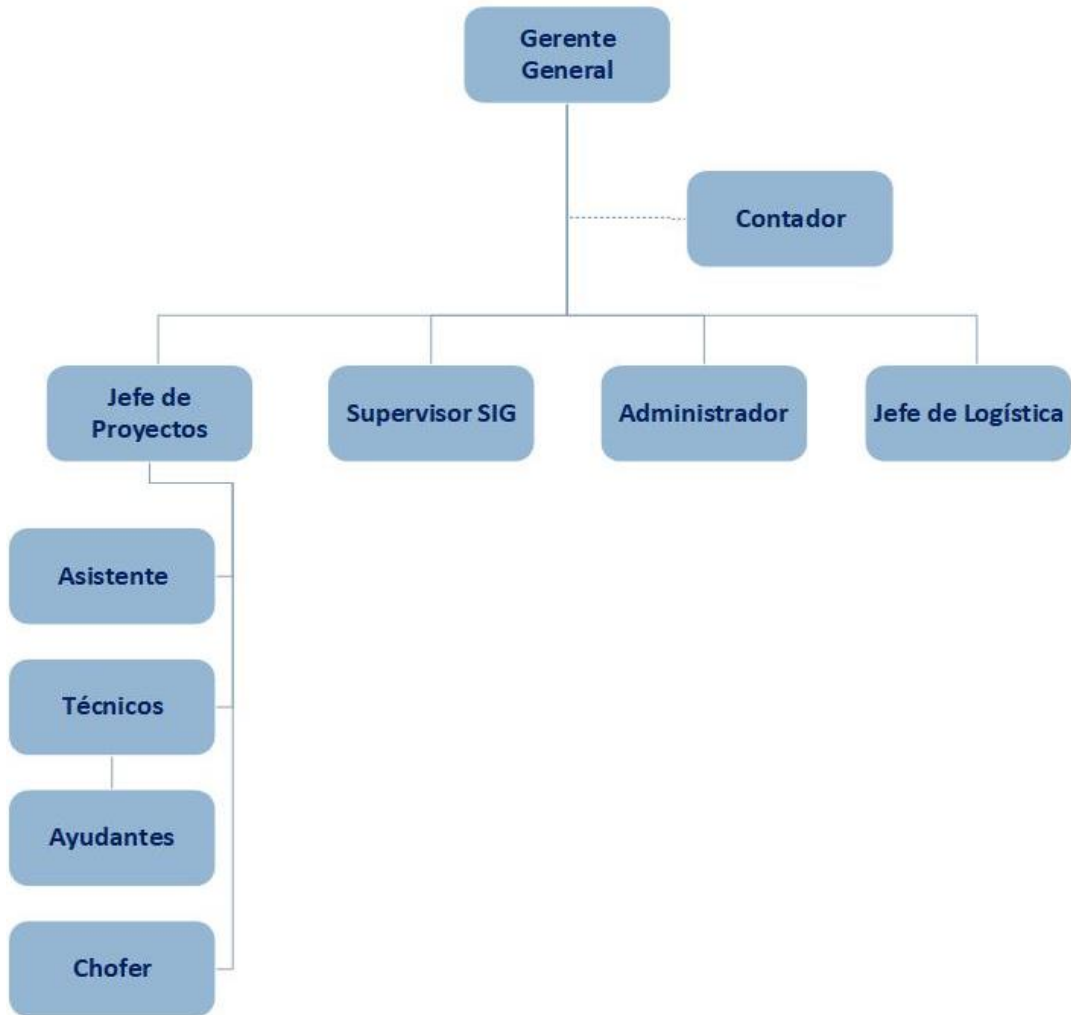 Gerente
General
Contador
Jefe de
Proyectos
Supervisor SIG
Administrador
Jefe de Logística
Asistente
Técnicos
Ayudantes
Chofer